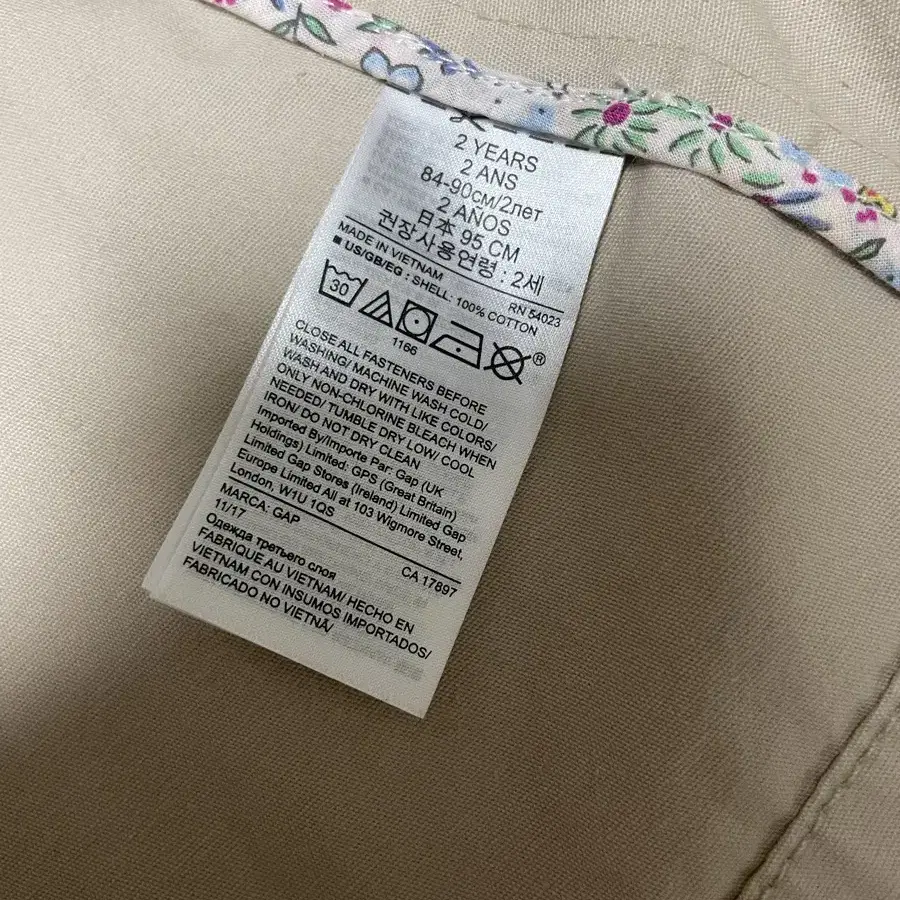 2 YEARS
2 ANS
84-90см/2лет
2 AÑOS
日本 95 CM
권장사용연령 : 2세
MADE IN VIETNAM
RN 54023
■ US/GB/EG : SHELL: 100% COTTON
30
1166
®
CLOSE ALL FASTENERS BEFORE
WASHING/ MACHINE WASH COLD/
WASH AND DRY WITH LIKE COLORS/
ONLY NON-CHLORINE BLEACH WHEN
NEEDED/ TUMBLE DRY LOW/ COOL
IRON/ DO NOT DRY CLEAN
Imported By/Importe Par: Gap (UK
Holdings) Limited: GPS (Great Britain)
Limited Gap Stores (Ireland) Limited Gap
Europe Limited All at 103 Wigmore Street,
London, W1U 1QS
MARCA: GAP
11/17
CA 17897
Одежда третьего слоя
FABRIQUE AU VIETNAM/ HECHO EN
VIETNAM CON INSUMOS IMPORTADOS/
FABRICADO NO VIETNÃ/